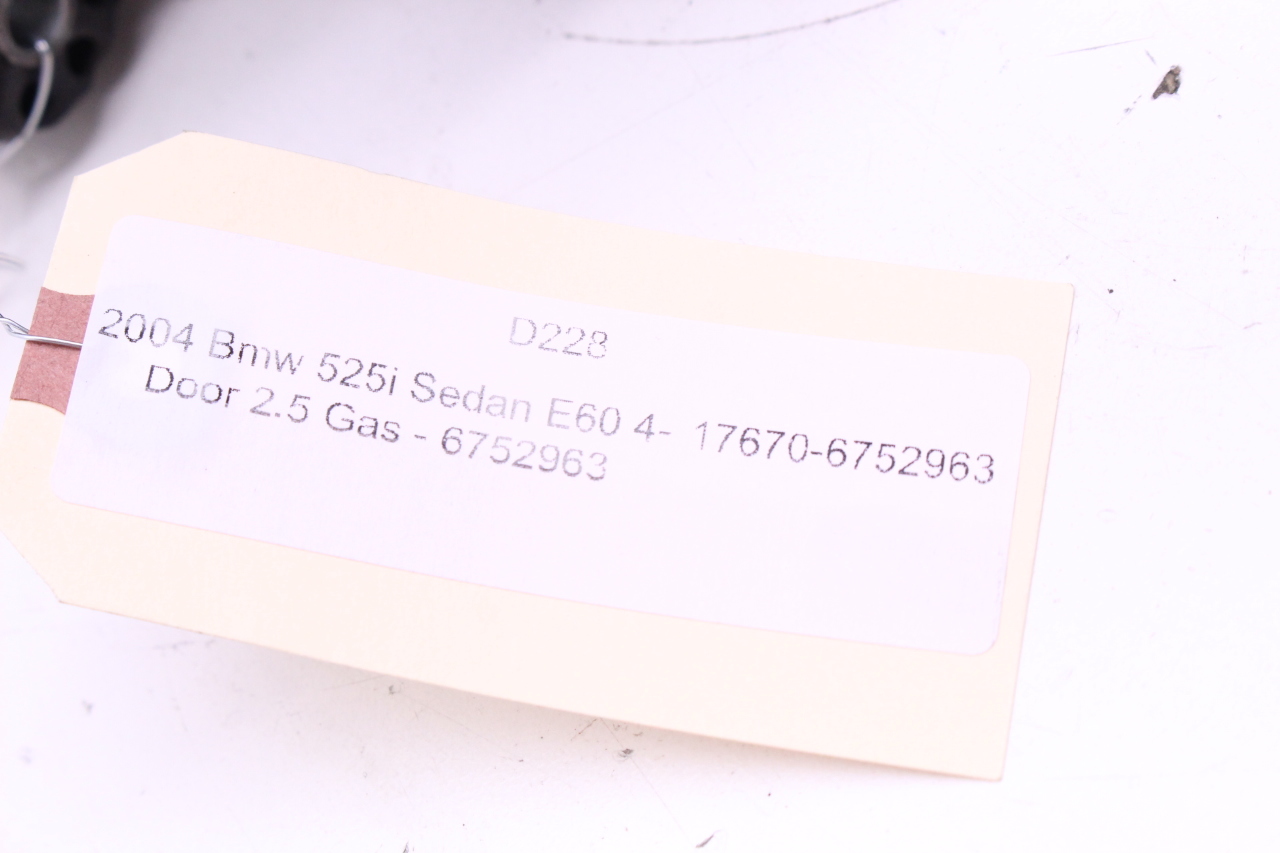 D228
2004 Bmw 525i Sedan E60 4- 17670-6752963
Door 2.5 Gas - 6752963